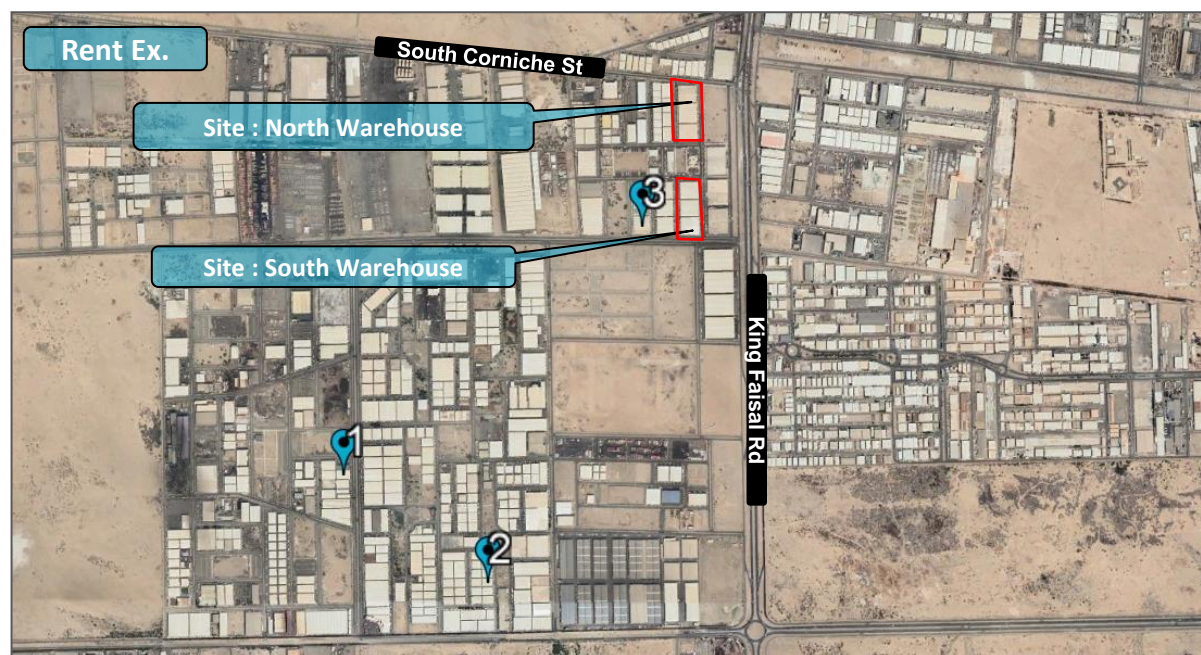 Rent Ex.
South Corniche St
Site : North Warehouse
3
Site : South Warehouse
King Faisal Rd
1
2